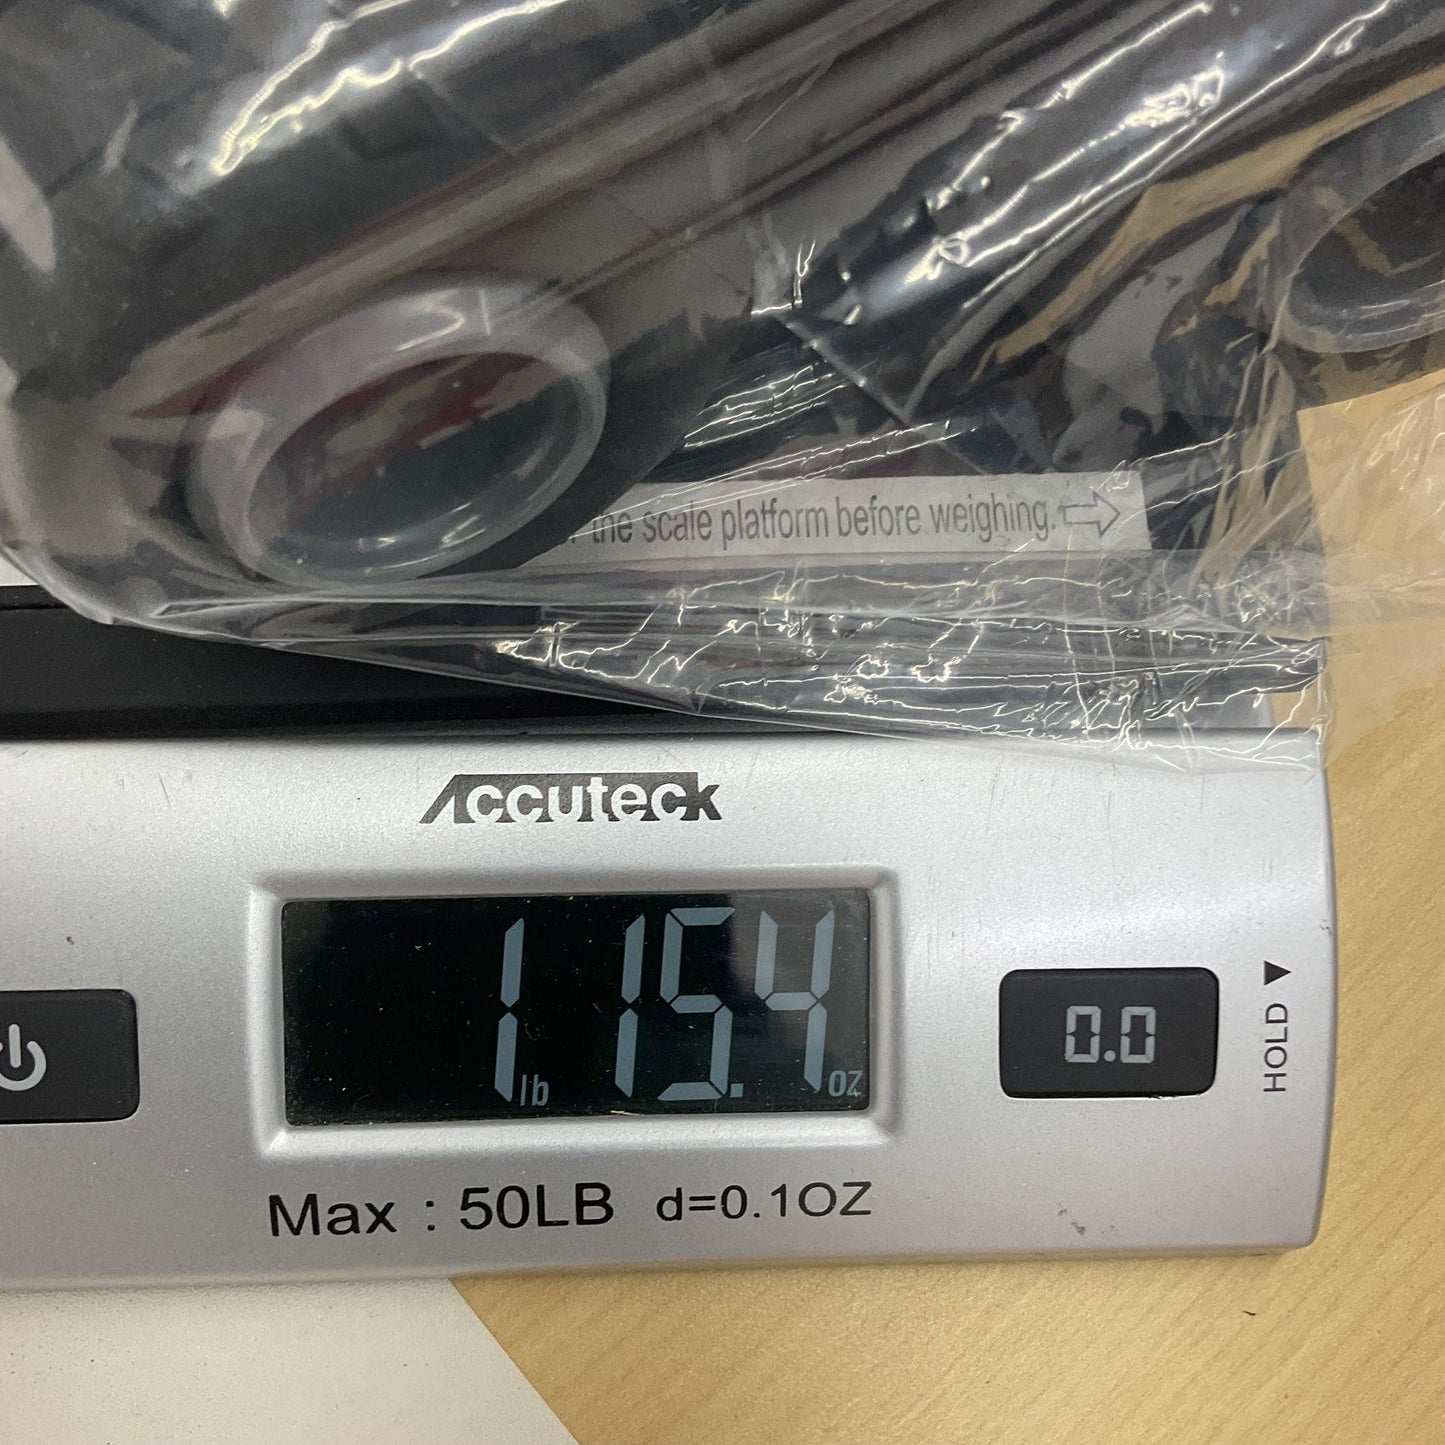 the scale platform before weighing.
Accuteck
1 lb 15.4 oz
0.0
HOLD
Max : 50LB d=0.1OZ